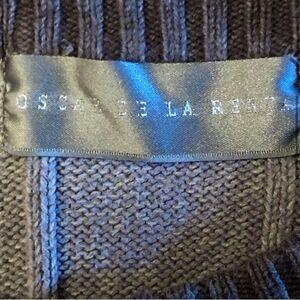 OSCAR DE LA RENTA